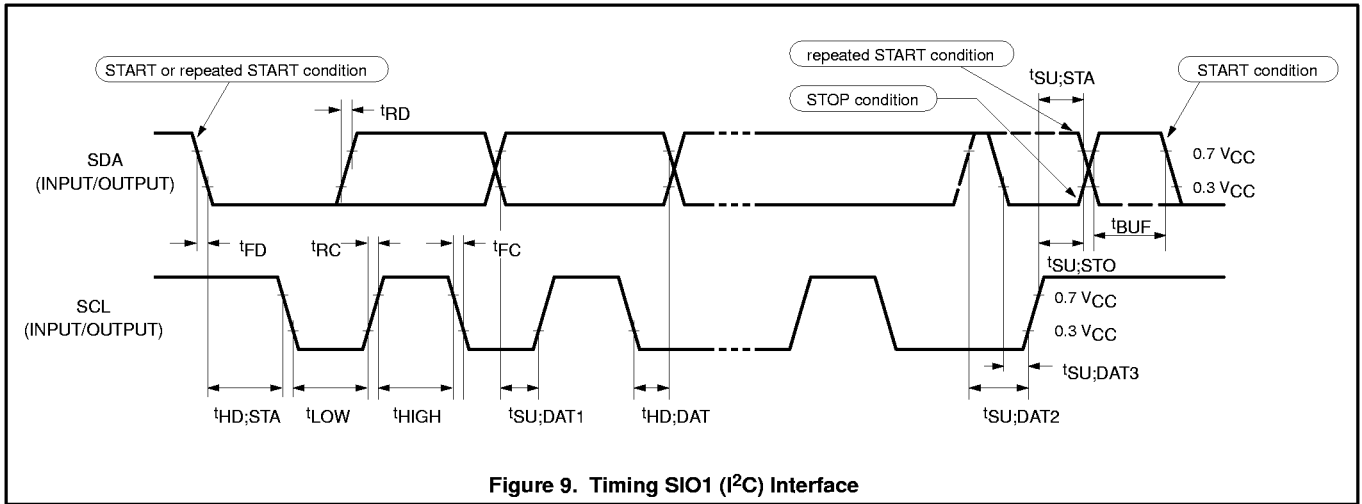 repeated START condition
START or repeated START condition
tSU;STA
START condition
STOP condition
tRD
SDA
(INPUT/OUTPUT)
0.7 VCC
0.3 VCC
tFD
tRC
tFC
tBUF
tSU;STO
SCL
(INPUT/OUTPUT)
0.7 VCC
0.3 VCC
tSU;DAT3
tHD;STA
tLOW
tHIGH
tSU;DAT1
tHD;DAT
tSU;DAT2
Figure 9. Timing SIO1 (I²C) Interface